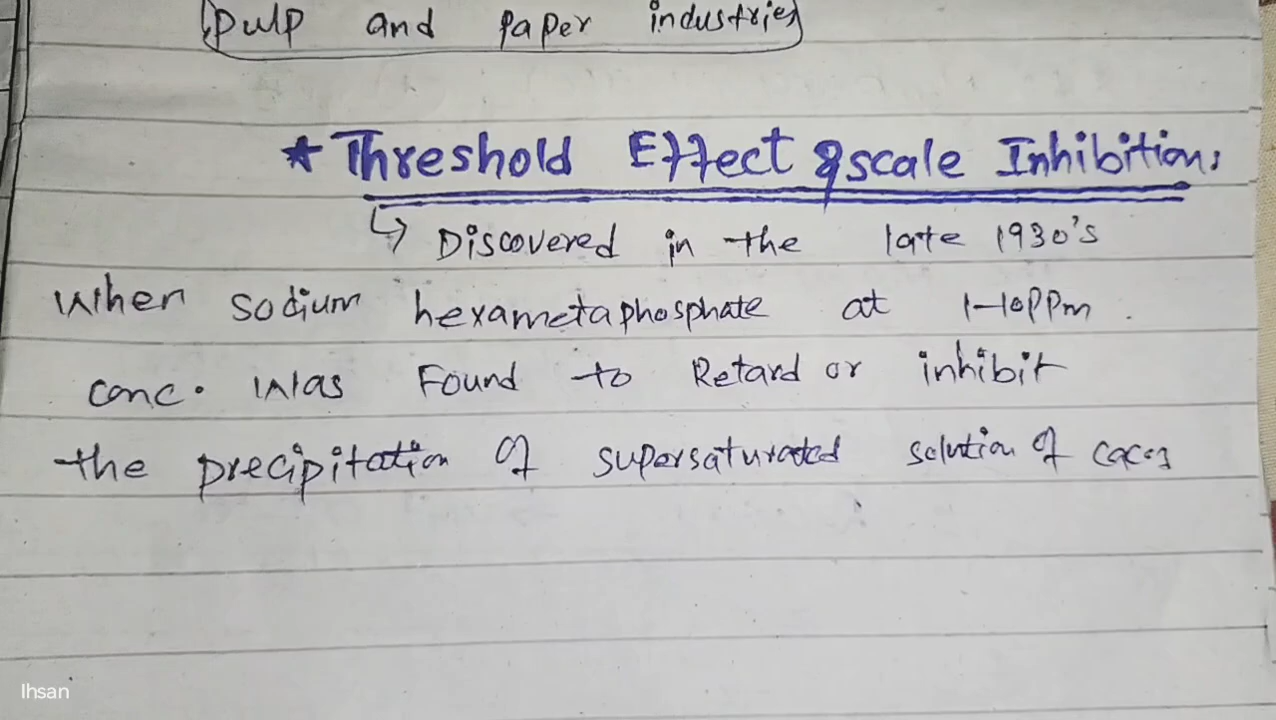 pulp and paper industries
* Threshold Effect & scale Inhibition:
↳ Discovered in the late 1930's
when sodium hexametaphosphate at 1-10ppm.
conc. was Found to Retard or inhibit
the precipitation of supersaturated solution of CaCO3
Ihsan